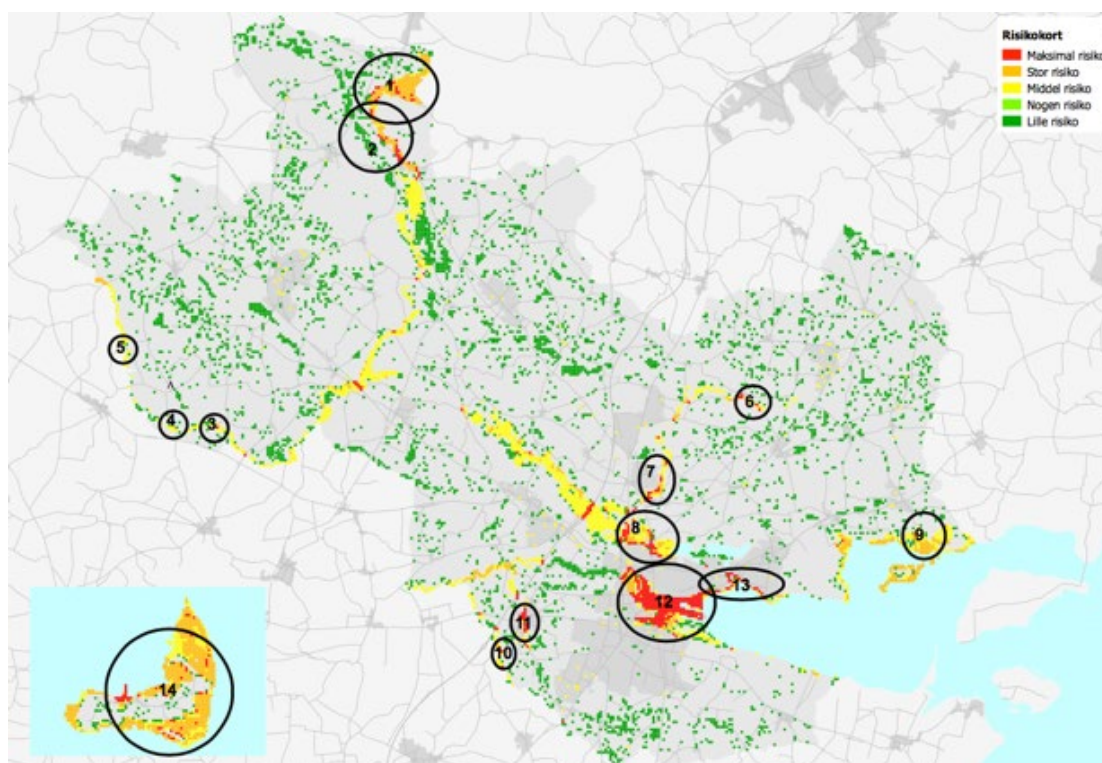 Risikokort
Maksimal risiko
Stor risiko
Middel risiko
Nogen risiko
Lille risiko
1
2
5
4
3
6
7
8
9
13
12
11
10
14